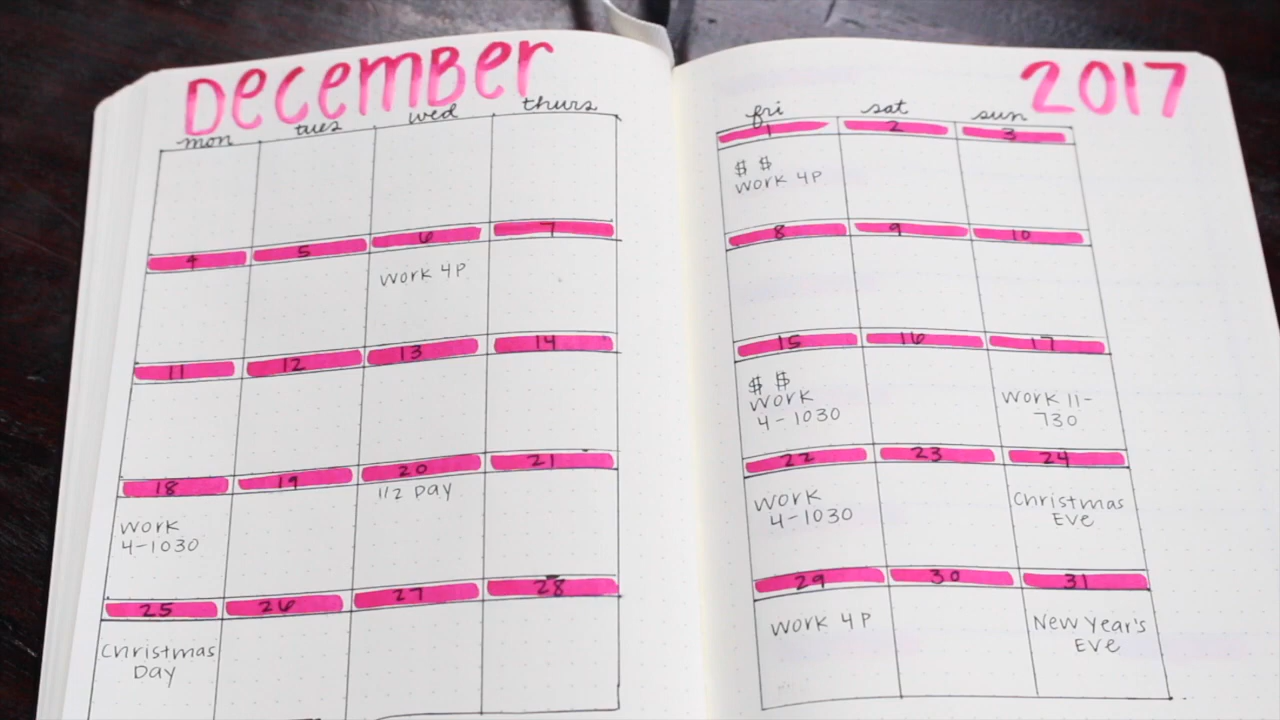 December 2017
mon tues wed thurs fri sat sun
1 2 3
$ $
Work 4P
4 5 6 7 8 9 10
Work 4P
11 12 13 14 15 16 17
$ $
Work
4-1030
Work 11-
730
18 19 20 21 22 23 24
Work
4-1030
1/2 Day
Work
4-1030
Christmas
Eve
25 26 27 28 29 30 31
Christmas
Day
Work 4P
New Year's
Eve